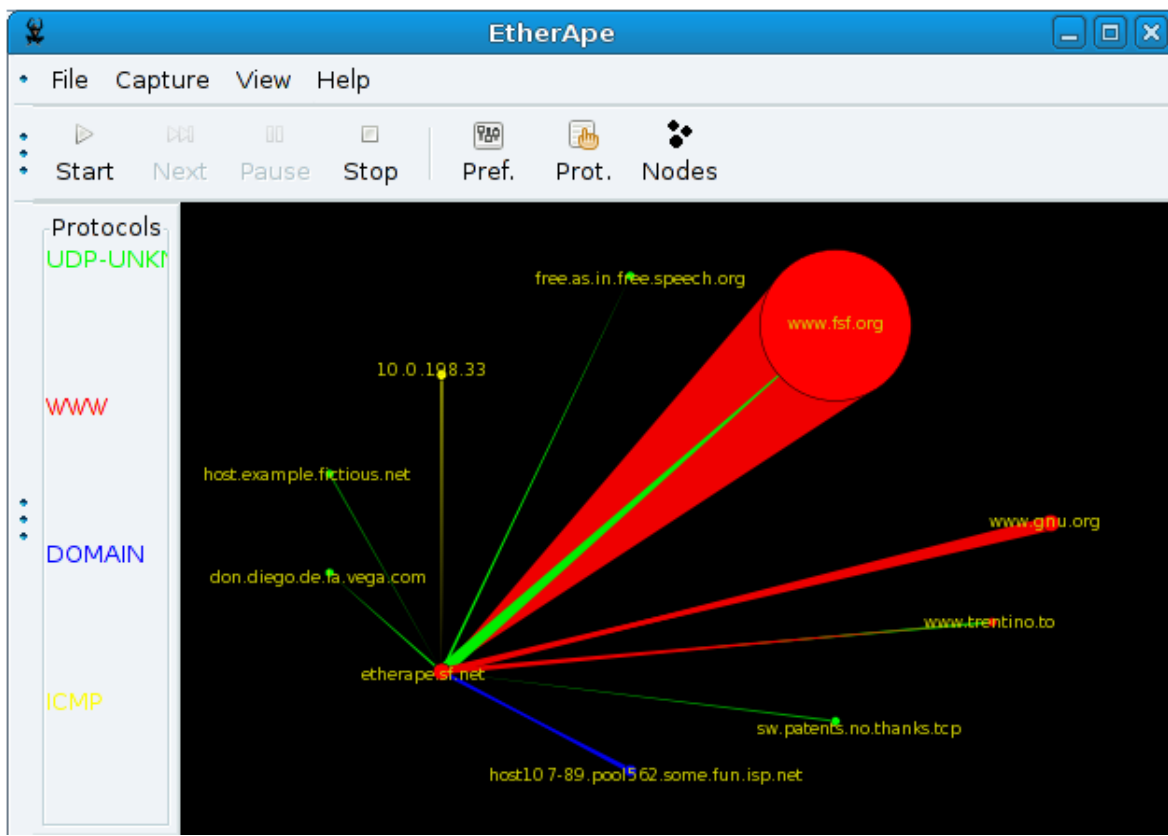 EtherApe
File Capture View Help
Start Next Pause Stop Pref. Prot. Nodes
Protocols
UDP-UNKN
WWW
DOMAIN
ICMP
free.as.in.free.speech.org
www.fsf.org
10.0.198.33
host.example.fictious.net
www.gnu.org
don.diego.de.la.vega.com
www.trentino.to
etherape.sf.net
sw.patents.no.thanks.tcp
host107-89.pool562.some.fun.isp.net